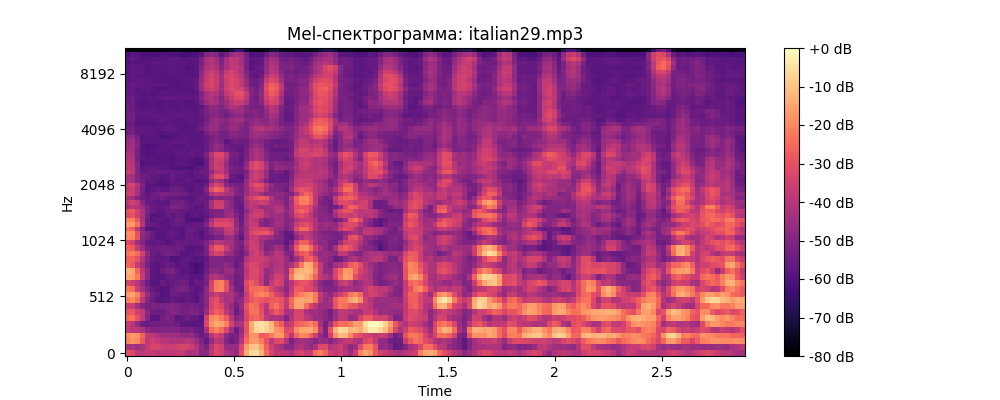 Mel-спектрограмма: italian29.mp3
Hz
8192
4096
2048
1024
512
0
0
0.5
1
1.5
2
2.5
Time
+0 dB
-10 dB
-20 dB
-30 dB
-40 dB
-50 dB
-60 dB
-70 dB
-80 dB